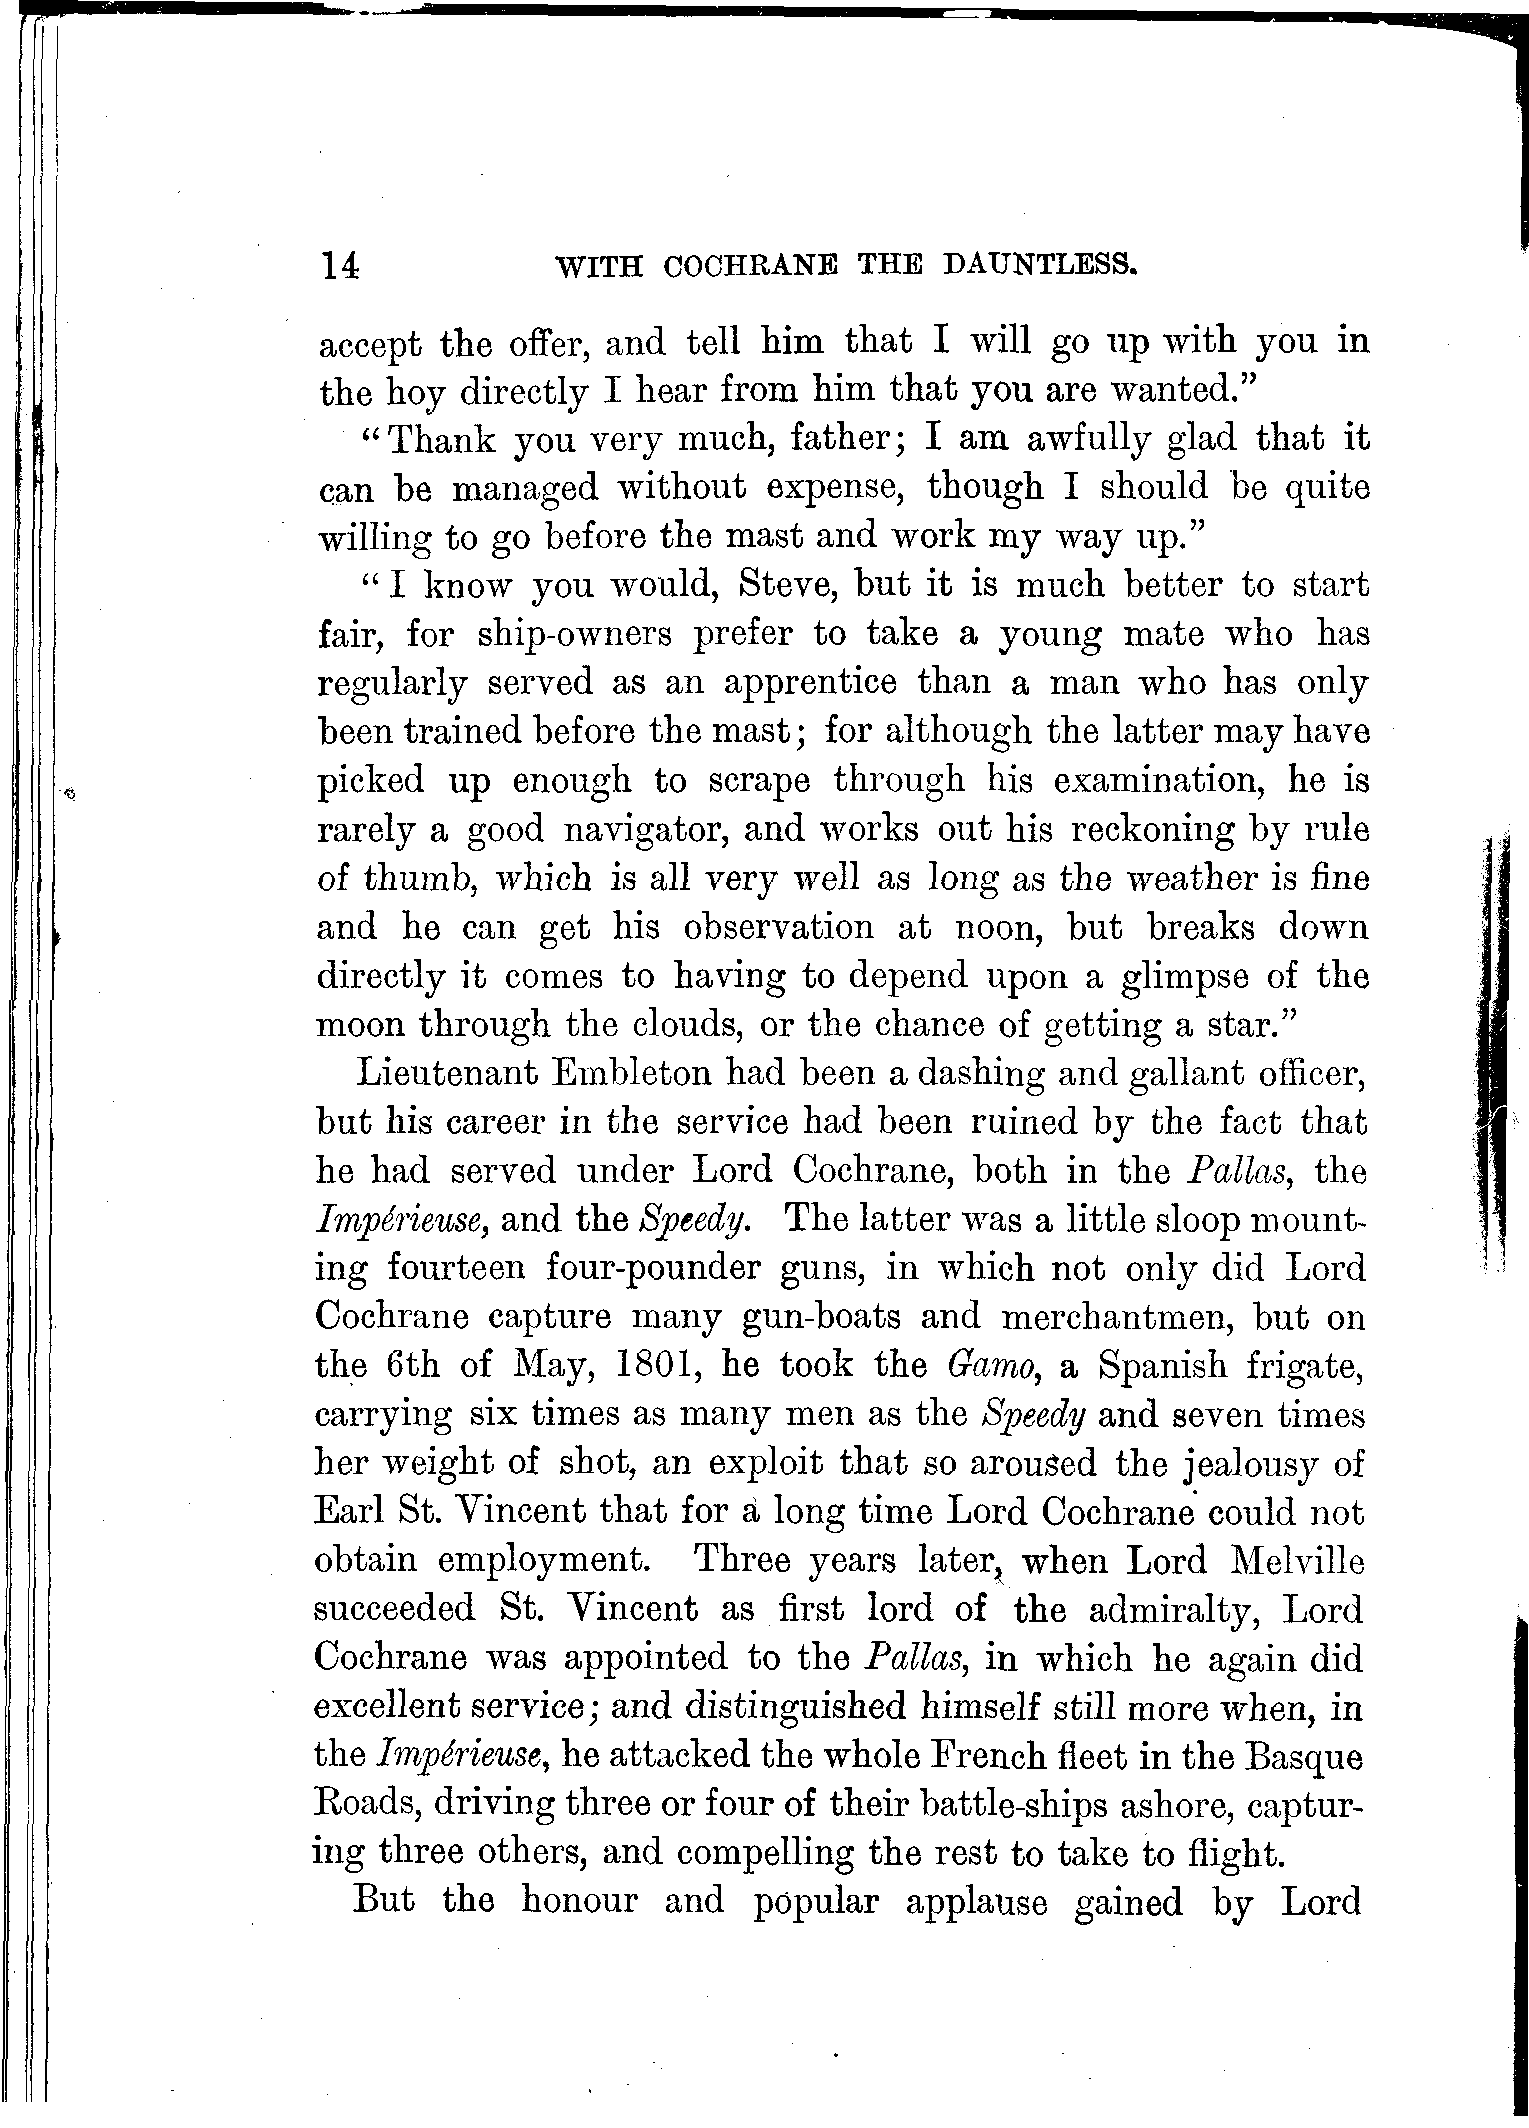 14 WITH COCHRANE THE DAUNTLESS.
accept the offer, and tell him that I will go up with you in
the hoy directly I hear from him that you are wanted.”
“Thank you very much, father; I am awfully glad that it
can be managed without expense, though I should be quite
willing to go before the mast and work my way up.”
“I know you would, Steve, but it is much better to start
fair, for ship-owners prefer to take a young mate who has
regularly served as an apprentice than a man who has only
been trained before the mast; for although the latter may have
picked up enough to scrape through his examination, he is
rarely a good navigator, and works out his reckoning by rule
of thumb, which is all very well as long as the weather is fine
and he can get his observation at noon, but breaks down
directly it comes to having to depend upon a glimpse of the
moon through the clouds, or the chance of getting a star.”
Lieutenant Embleton had been a dashing and gallant officer,
but his career in the service had been ruined by the fact that
he had served under Lord Cochrane, both in the Pallas, the
Impérieuse, and the Speedy. The latter was a little sloop mount-
ing fourteen four-pounder guns, in which not only did Lord
Cochrane capture many gun-boats and merchantmen, but on
the 6th of May, 1801, he took the Gamo, a Spanish frigate,
carrying six times as many men as the Speedy and seven times
her weight of shot, an exploit that so aroused the jealousy of
Earl St. Vincent that for a long time Lord Cochrane could not
obtain employment. Three years later, when Lord Melville
succeeded St. Vincent as first lord of the admiralty, Lord
Cochrane was appointed to the Pallas, in which he again did
excellent service; and distinguished himself still more when, in
the Impérieuse, he attacked the whole French fleet in the Basque
Roads, driving three or four of their battle-ships ashore, captur-
ing three others, and compelling the rest to take to flight.
But the honour and popular applause gained by Lord